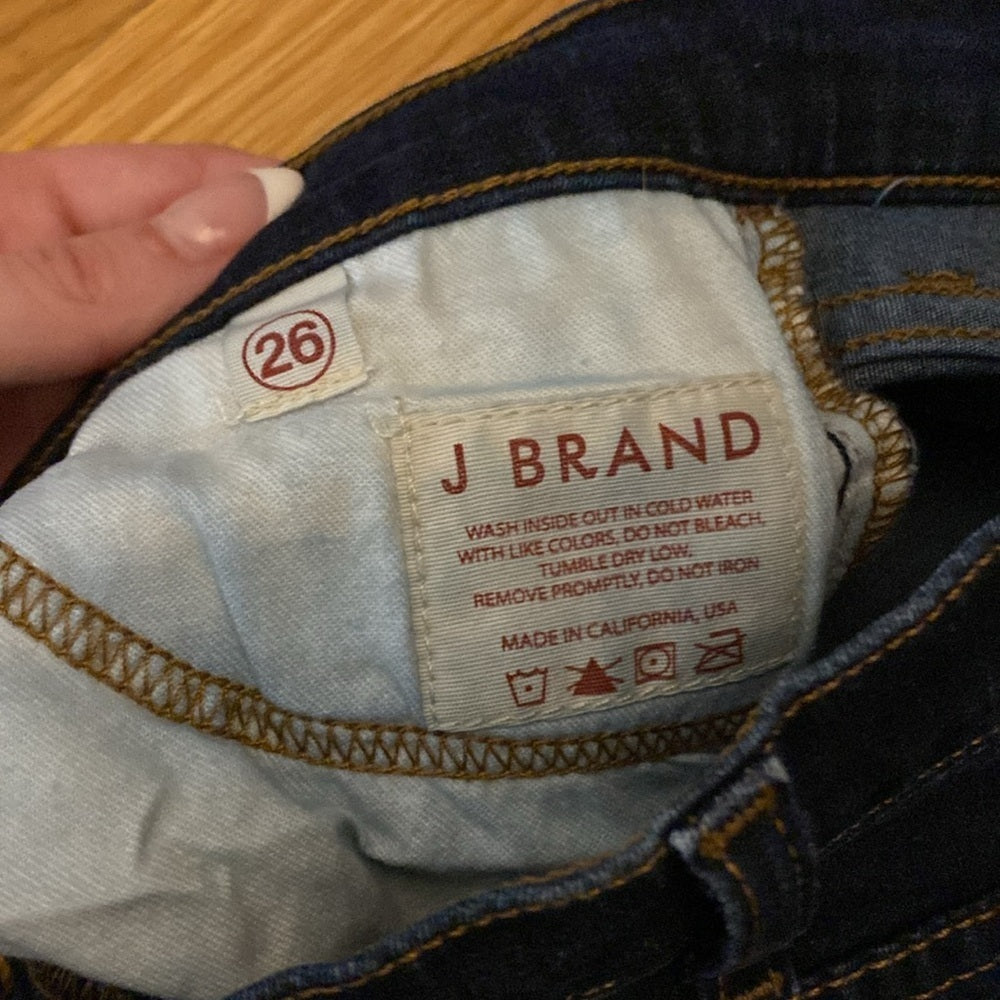 26
J BRAND
WASH INSIDE OUT IN COLD WATER
WITH LIKE COLORS. DO NOT BLEACH.
TUMBLE DRY LOW.
REMOVE PROMPTLY. DO NOT IRON
MADE IN CALIFORNIA, USA